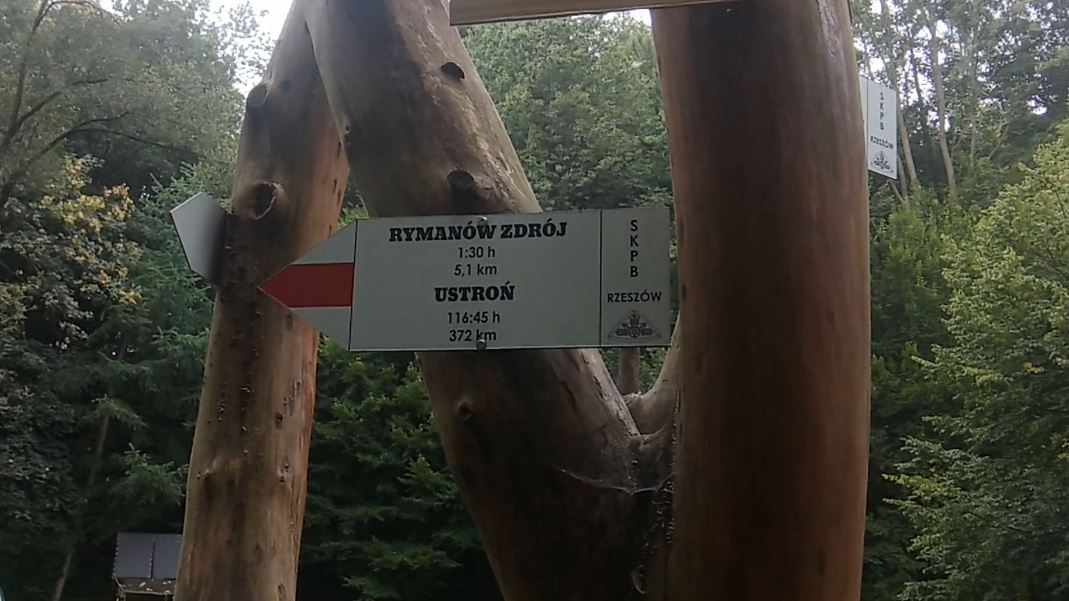 RYMANÓW ZDRÓJ
1:30 h
5,1 km
USTROŃ
116:45 h
372 km
SKPB
RZESZÓW
SKPB
RZESZÓW